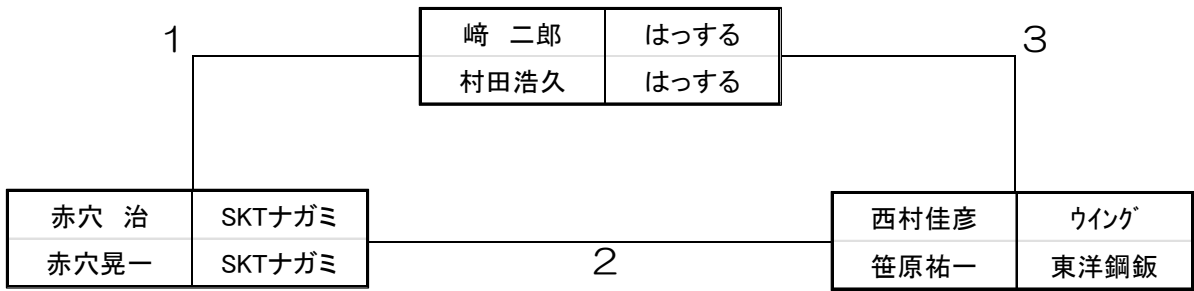 1
﨑　二郎 はっする
3
村田浩久 はっする
赤穴　治 SKTナガミ
西村佳彦 ｳｲﾝｸﾞ
赤穴晃一 SKTナガミ
2
笹原祐一 東洋鋼鈑